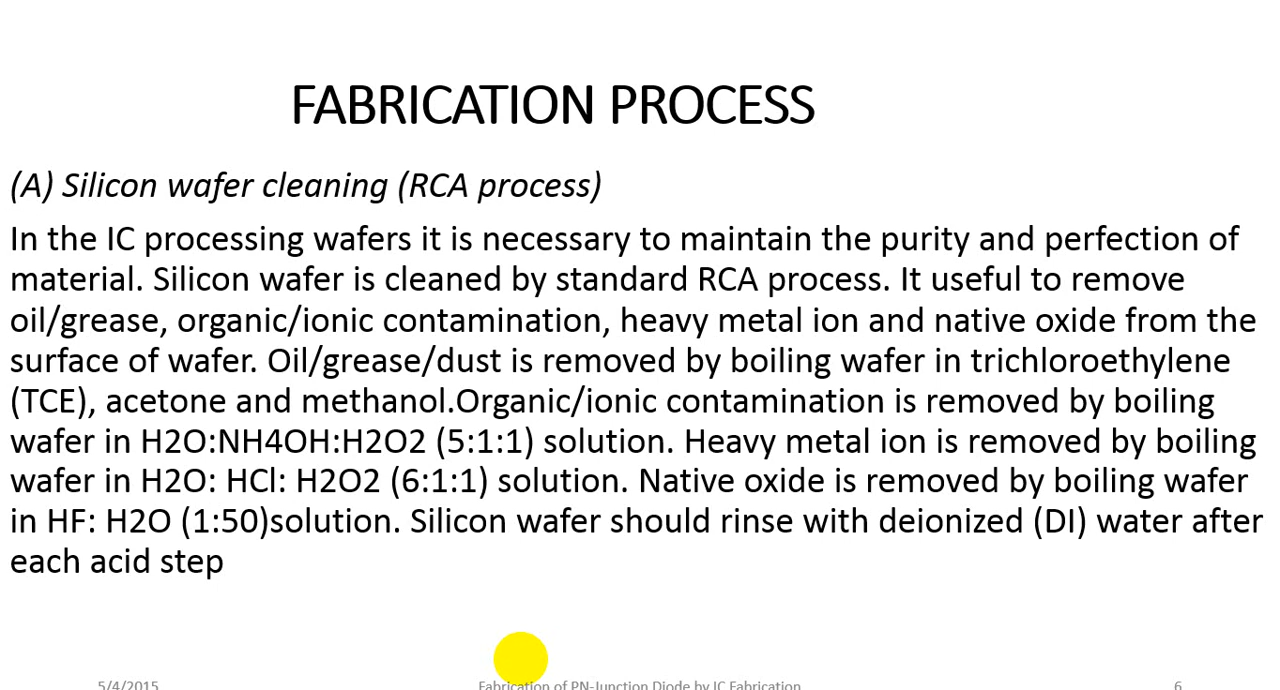 FABRICATION PROCESS
(A) Silicon wafer cleaning (RCA process)
In the IC processing wafers it is necessary to maintain the purity and perfection of
material. Silicon wafer is cleaned by standard RCA process. It useful to remove
oil/grease, organic/ionic contamination, heavy metal ion and native oxide from the
surface of wafer. Oil/grease/dust is removed by boiling wafer in trichloroethylene
(TCE), acetone and methanol.Organic/ionic contamination is removed by boiling
wafer in H2O:NH4OH:H2O2 (5:1:1) solution. Heavy metal ion is removed by boiling
wafer in H2O: HCl: H2O2 (6:1:1) solution. Native oxide is removed by boiling wafer
in HF: H2O (1:50)solution. Silicon wafer should rinse with deionized (DI) water after
each acid step
5/4/2015 Fabrication of PN-Junction Diode by IC Fabrication 6